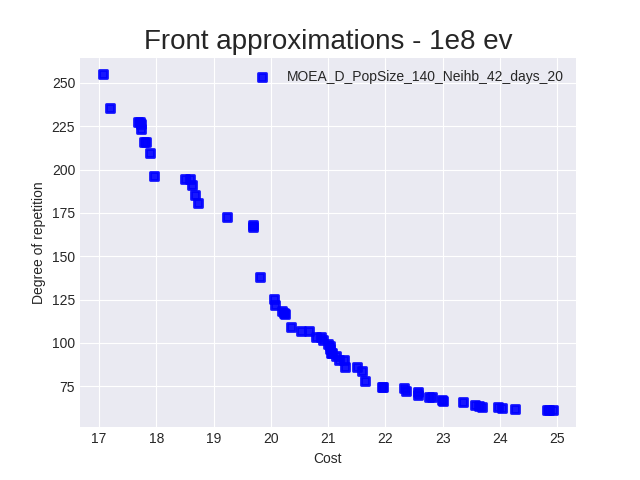 Front approximations - 1e8 ev
MOEA_D_PopSize_140_Neihb_42_days_20
Degree of repetition
250
225
200
175
150
125
100
75
17 18 19 20 21 22 23 24 25
Cost